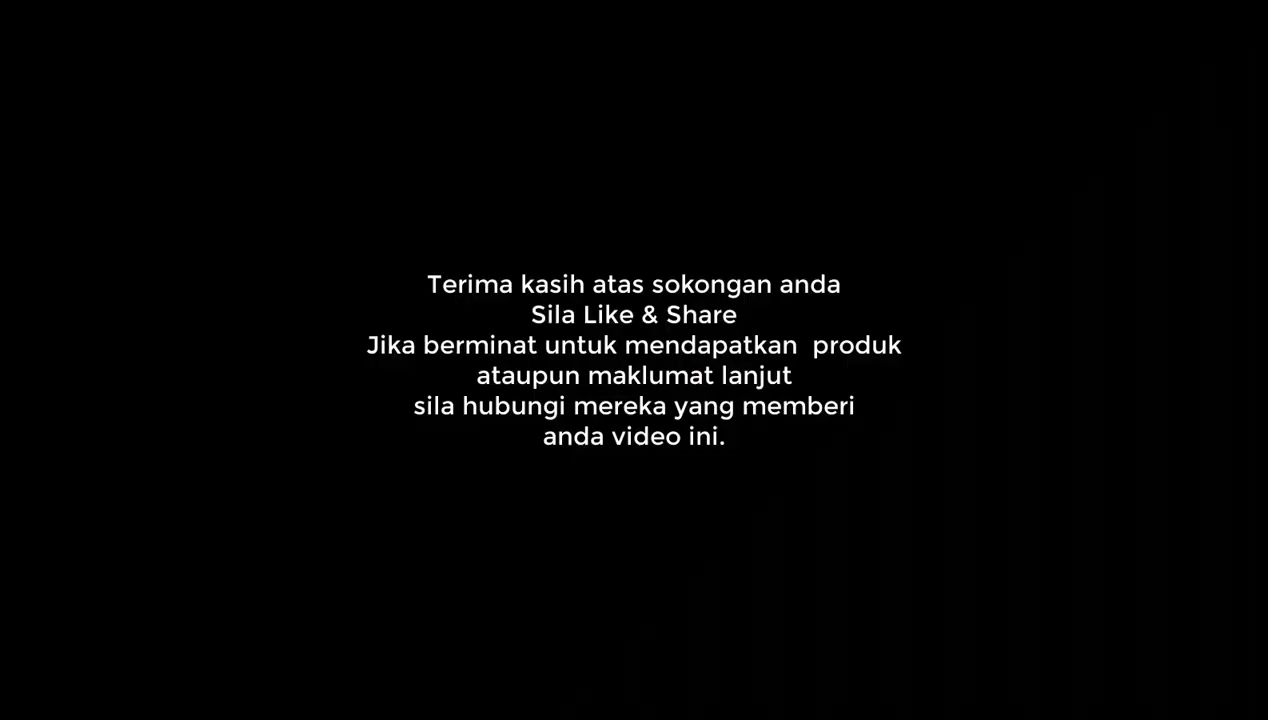 Terima kasih atas sokongan anda
Sila Like & Share
Jika berminat untuk mendapatkan  produk
ataupun maklumat lanjut
sila hubungi mereka yang memberi
anda video ini.